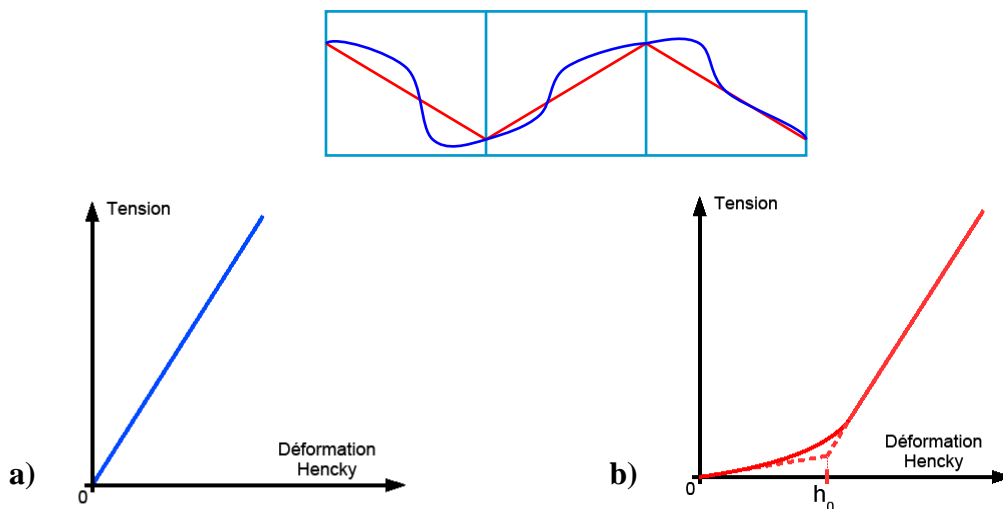 Tension
Déformation
Hencky
0
a)
Tension
Déformation
Hencky
0
h₀
b)